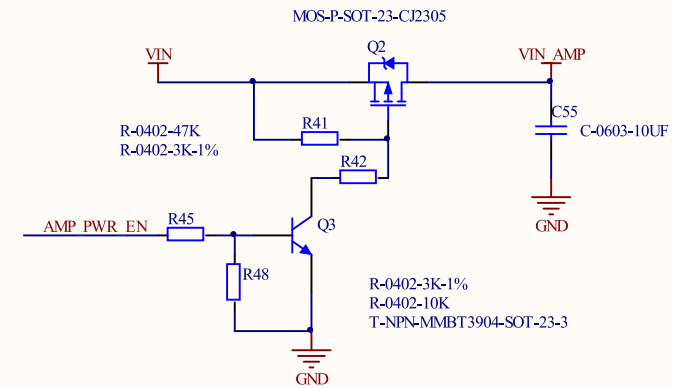 MOS-P-SOT-23-CJ2305
VIN
Q2
VIN_AMP
C55
C-0603-10UF
R-0402-47K
R-0402-3K-1%
R41
R42
GND
AMP_PWR_EN
R45
Q3
R48
R-0402-3K-1%
R-0402-10K
T-NPN-MMBT3904-SOT-23-3
GND